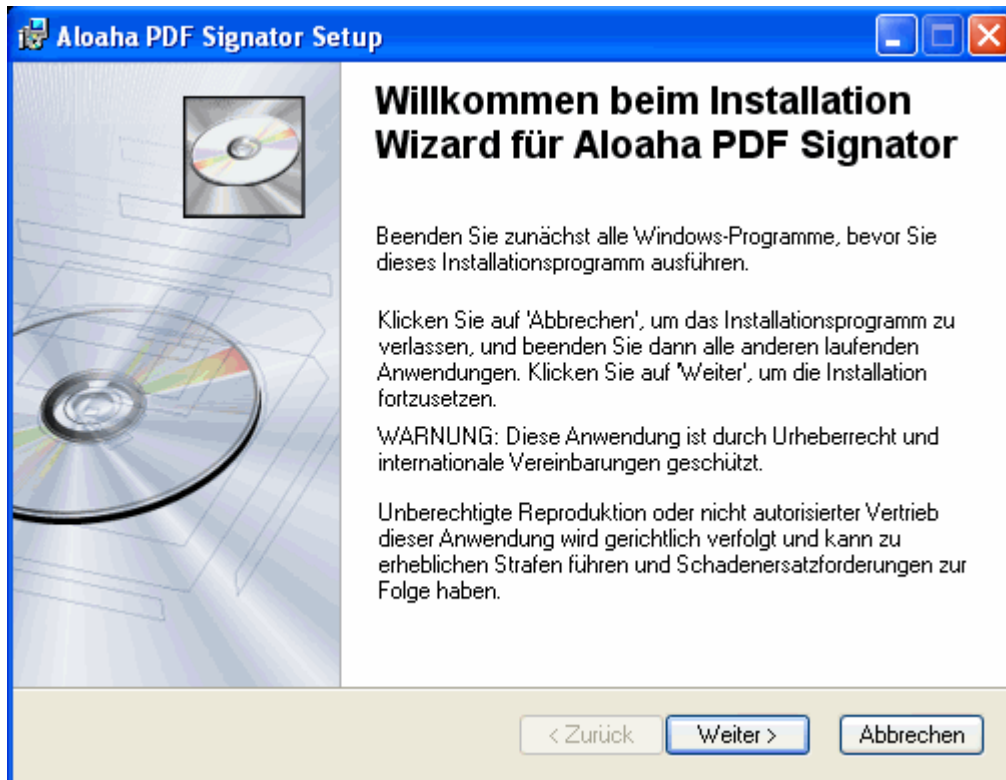 Aloaha PDF Signator Setup
Willkommen beim Installation
Wizard für Aloaha PDF Signator
Beenden Sie zunächst alle Windows-Programme, bevor Sie
dieses Installationsprogramm ausführen.
Klicken Sie auf 'Abbrechen', um das Installationsprogramm zu
verlassen, und beenden Sie dann alle anderen laufenden
Anwendungen. Klicken Sie auf 'Weiter', um die Installation
fortzusetzen.
WARNUNG: Diese Anwendung ist durch Urheberrecht und
internationale Vereinbarungen geschützt.
Unberechtigte Reproduktion oder nicht autorisierter Vertrieb
dieser Anwendung wird gerichtlich verfolgt und kann zu
erheblichen Strafen führen und Schadenersatzforderungen zur
Folge haben.
< Zurück Weiter > Abbrechen